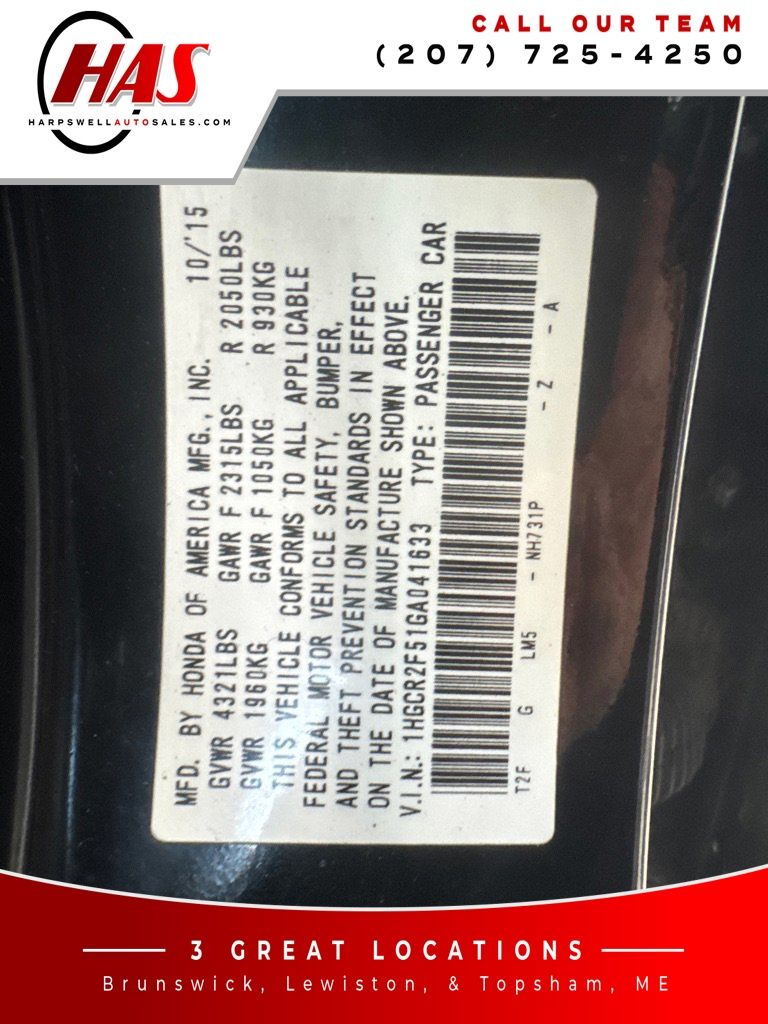 HAS
HARPSWELLAUTOSALES.COM
CALL OUR TEAM
(207) 725-4250
MFD. BY HONDA OF AMERICA MFG., INC. 10/'15
GVWR 4321LBS GAWR F 2315LBS R 2050LBS
GVWR 1960KG GAWR F 1050KG R 930KG
THIS VEHICLE CONFORMS TO ALL APPLICABLE
FEDERAL MOTOR VEHICLE SAFETY, BUMPER,
AND THEFT PREVENTION STANDARDS IN EFFECT
ON THE DATE OF MANUFACTURE SHOWN ABOVE.
V.I.N.: 1HGCR2F51GA041633 TYPE: PASSENGER CAR
T2F G LM5 - NH731P - Z - A
3 GREAT LOCATIONS
Brunswick, Lewiston, & Topsham, ME